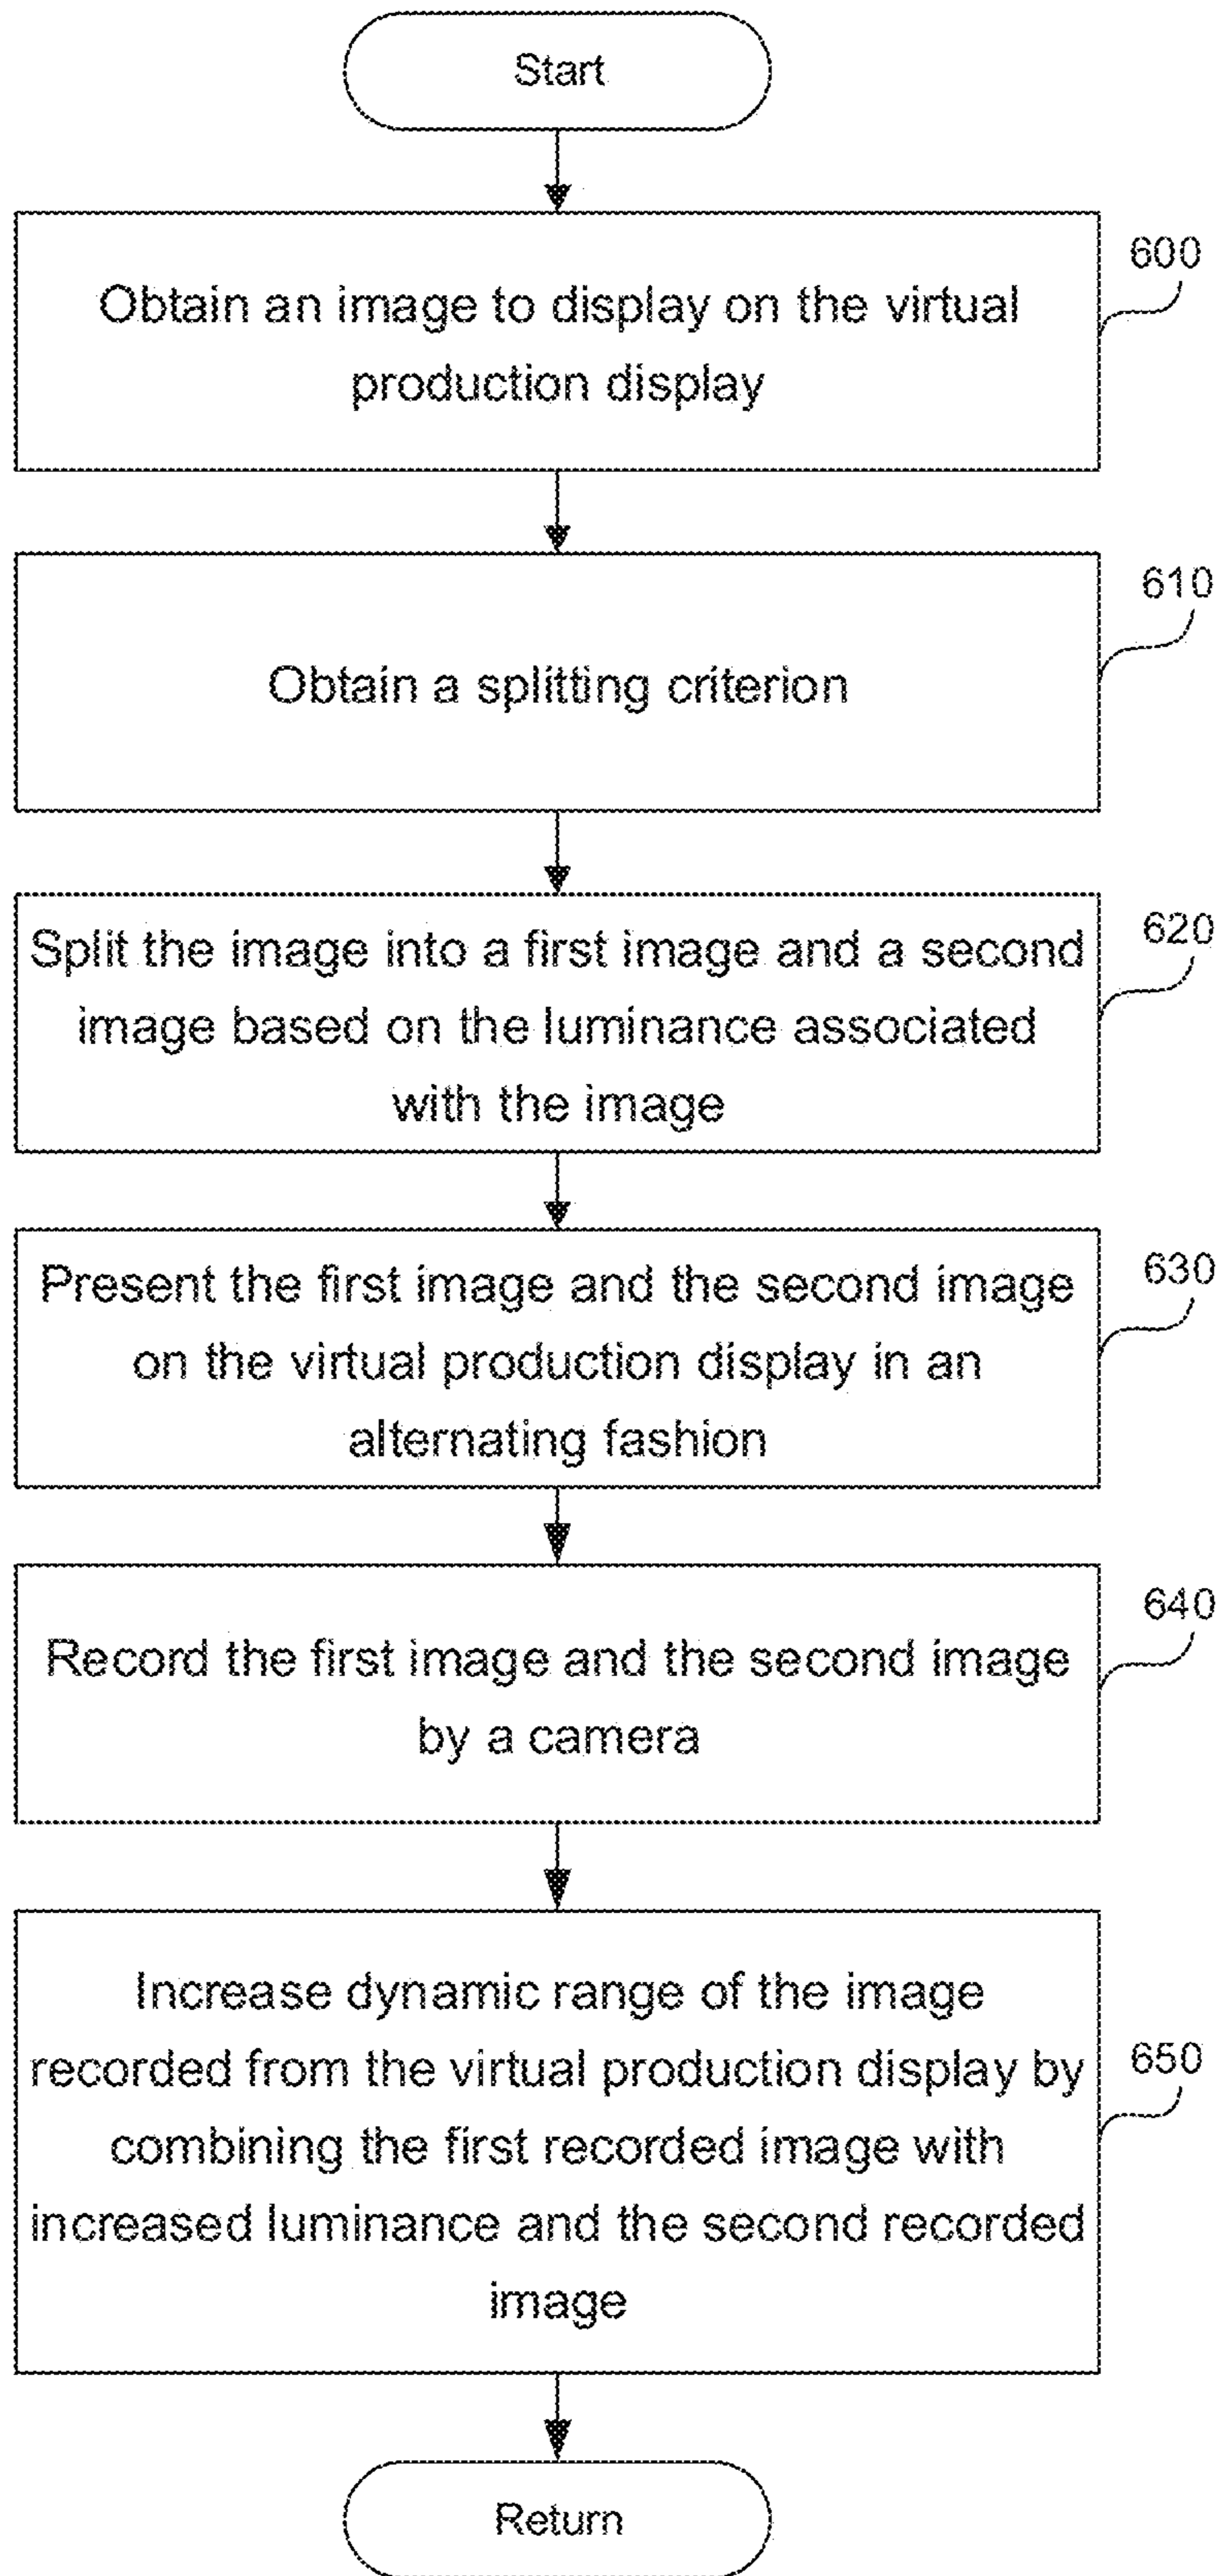 Start
600
Obtain an image to display on the virtual
production display
610
Obtain a splitting criterion
620
Split the image into a first image and a second
image based on the luminance associated
with the image
630
Present the first image and the second image
on the virtual production display in an
alternating fashion
640
Record the first image and the second image
by a camera
650
Increase dynamic range of the image
recorded from the virtual production display by
combining the first recorded image with
increased luminance and the second recorded
image
Return